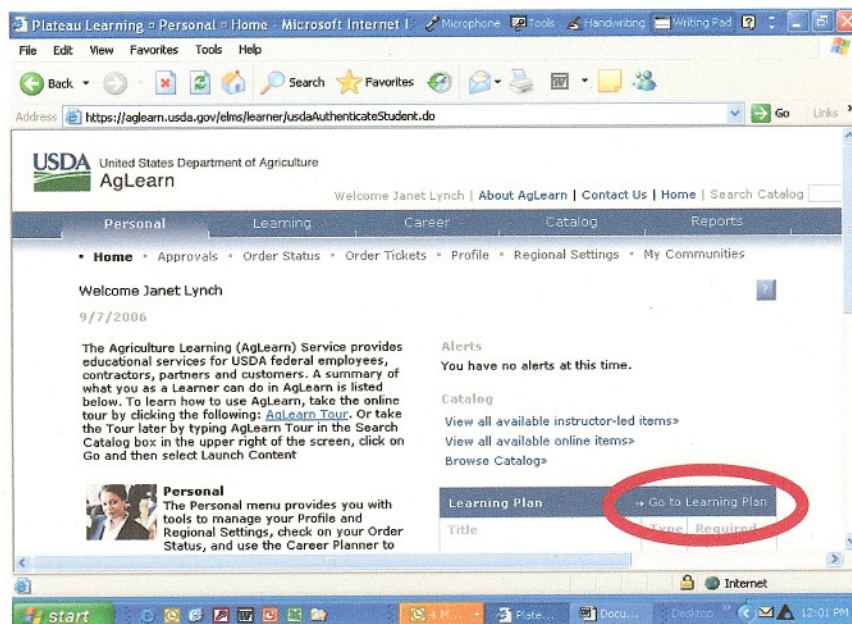 Plateau Learning Personal Home - Microsoft Internet
Microphone Tools Handwriting Writing Pad
File Edit View Favorites Tools Help
Back Search Favorites
Address https://aglearn.usda.gov/elms/learner/usdaAuthenticateStudent.do Go Links
USDA United States Department of Agriculture
AgLearn
Welcome Janet Lynch | About AgLearn | Contact Us | Home | Search Catalog
Personal Learning Career Catalog Reports
Home Approvals Order Status Order Tickets Profile Regional Settings My Communities
Welcome Janet Lynch
9/7/2006
The Agriculture Learning (AgLearn) Service provides
educational services for USDA federal employees,
contractors, partners and customers. A summary of
what you as a Learner can do in AgLearn is listed
below. To learn how to use AgLearn, take the online
tour by clicking the following: AgLearn Tour. Or take
the Tour later by typing AgLearn Tour in the Search
Catalog box in the upper right of the screen, click on
Go and then select Launch Content
Personal
The Personal menu provides you with
tools to manage your Profile and
Regional Settings, check on your Order
Status, and use the Career Planner to
Alerts
You have no alerts at this time.
Catalog
View all available instructor-led items»
View all available online items»
Browse Catalog»
Learning Plan Go to Learning Plan
Title Type Required
Internet
start 4 M... Plate... Docu... Desktop 12:01 PM